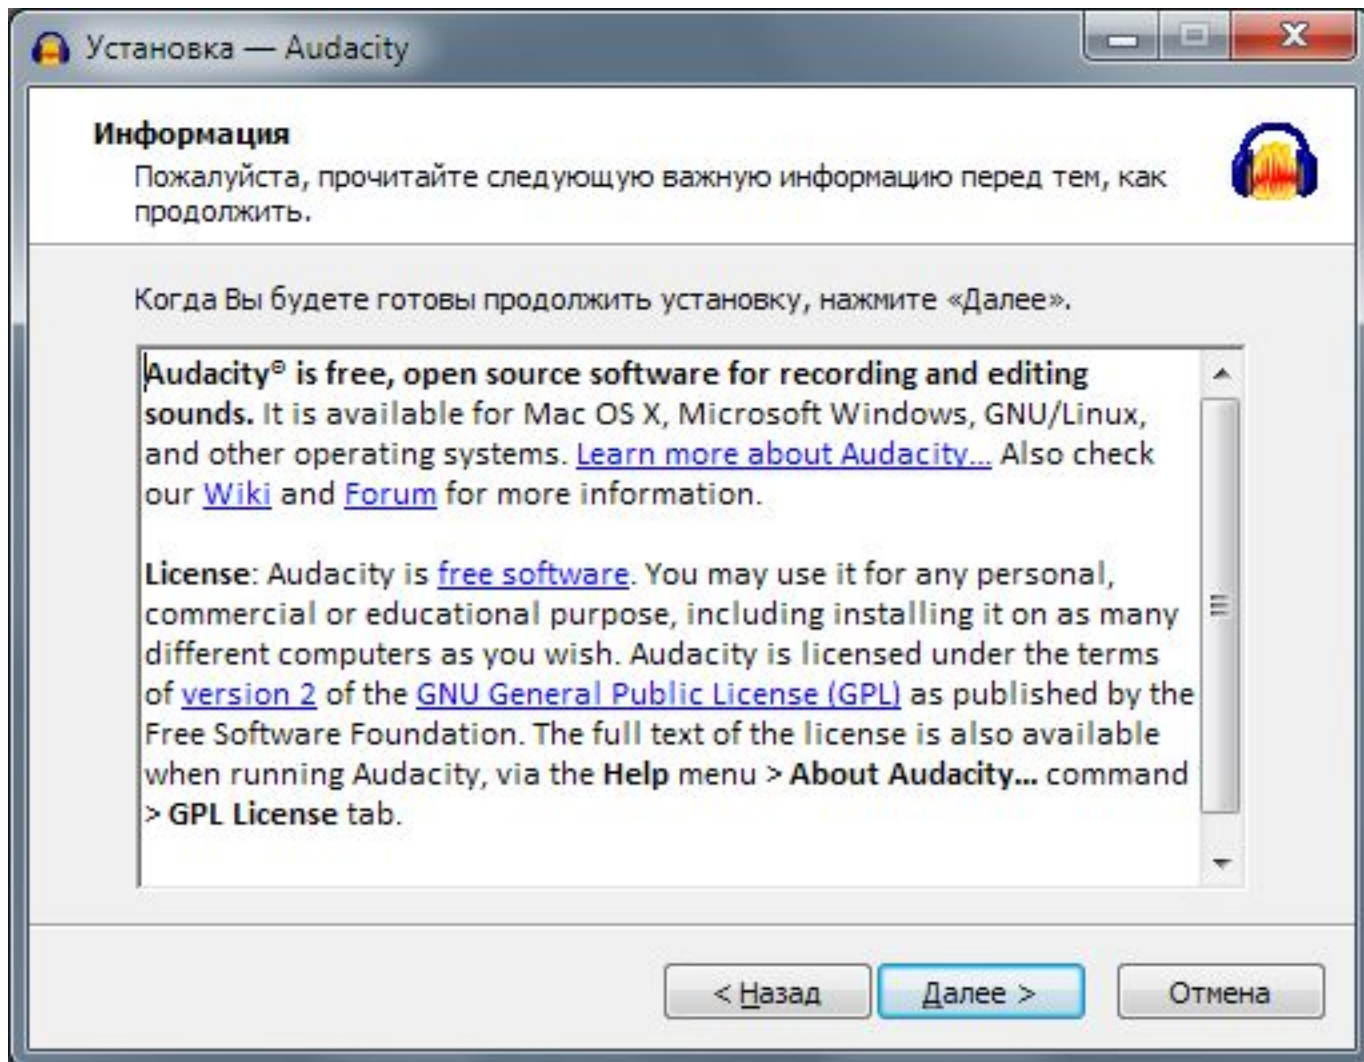 Установка — Audacity
Информация
Пожалуйста, прочитайте следующую важную информацию перед тем, как
продолжить.
Когда Вы будете готовы продолжить установку, нажмите «Далее».
Audacity® is free, open source software for recording and editing
sounds. It is available for Mac OS X, Microsoft Windows, GNU/Linux,
and other operating systems. Learn more about Audacity... Also check
our Wiki and Forum for more information.
License: Audacity is free software. You may use it for any personal,
commercial or educational purpose, including installing it on as many
different computers as you wish. Audacity is licensed under the terms
of version 2 of the GNU General Public License (GPL) as published by the
Free Software Foundation. The full text of the license is also available
when running Audacity, via the Help menu > About Audacity... command
> GPL License tab.
< Назад
Далее >
Отмена